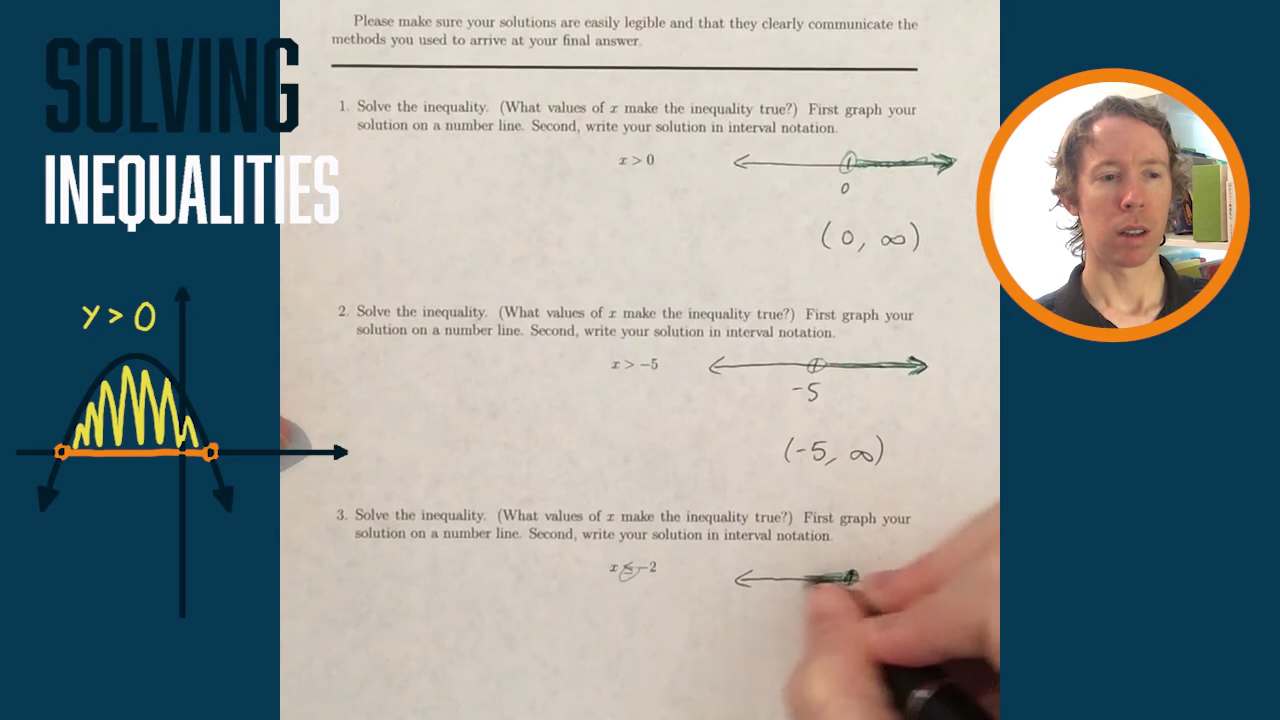 SOLVING
INEQUALITIES
y > 0
Please make sure your solutions are easily legible and that they clearly communicate the
methods you used to arrive at your final answer.
1. Solve the inequality. (What values of x make the inequality true?) First graph your
solution on a number line. Second, write your solution in interval notation.
x > 0
0
(0, ∞)
2. Solve the inequality. (What values of x make the inequality true?) First graph your
solution on a number line. Second, write your solution in interval notation.
x > −5
-5
(-5, ∞)
3. Solve the inequality. (What values of x make the inequality true?) First graph your
solution on a number line. Second, write your solution in interval notation.
x ≤ −2